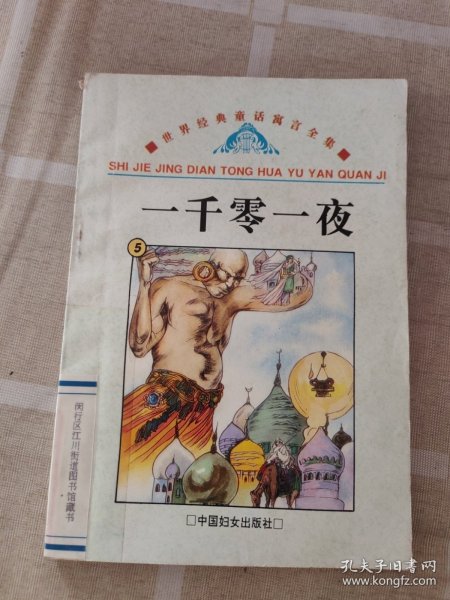 世界经典童话寓言全集
SHI JIE JING DIAN TONG HUA YU YAN QUAN JI
一千零一夜
5
闵行区江川街道图书馆藏书
□中国妇女出版社□
孔夫子旧书网
www.kongfz.com